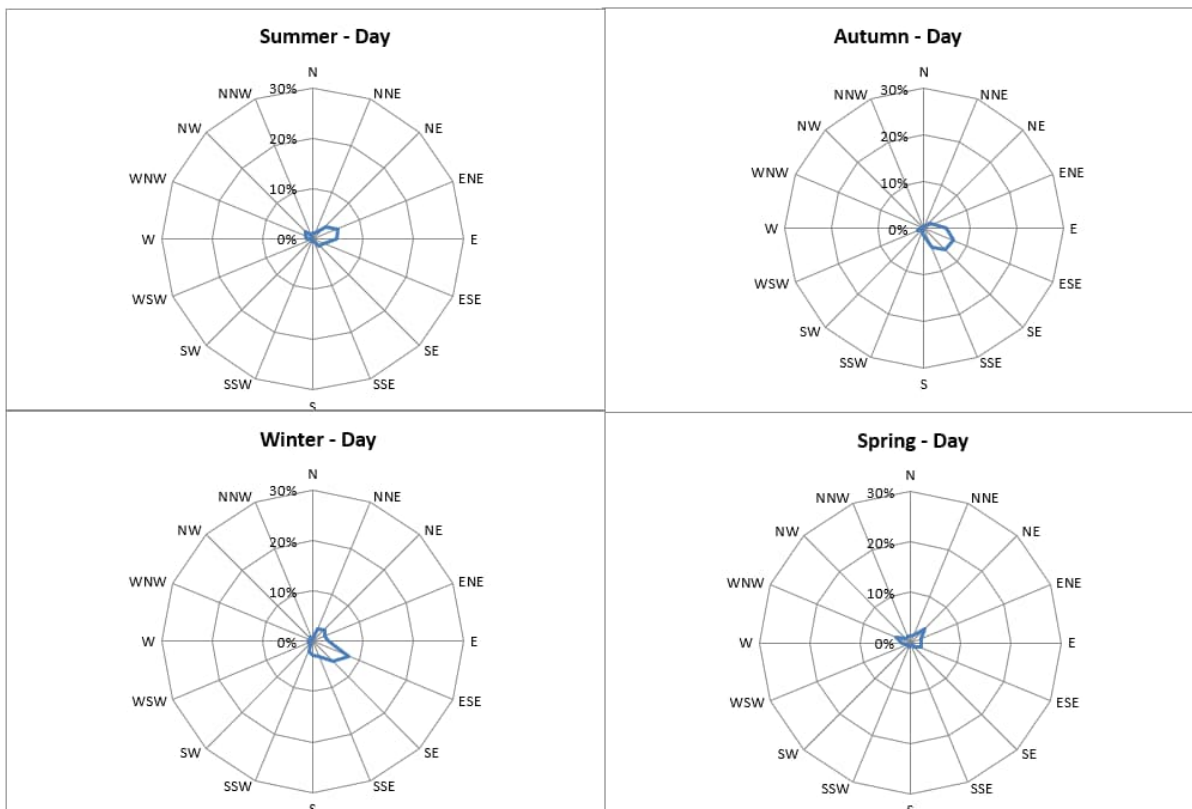 Summer - Day
N
30%
NNW
NNE
NW
NE
20%
WNW
ENE
10%
W
0%
E
WSW
ESE
SW
SE
SSW
SSE
S
Autumn - Day
N
30%
NNW
NNE
NW
NE
20%
WNW
ENE
10%
W
0%
E
WSW
ESE
SW
SE
SSW
SSE
S
Winter - Day
N
30%
NNW
NNE
NW
NE
20%
WNW
ENE
10%
W
0%
E
WSW
ESE
SW
SE
SSW
SSE
S
Spring - Day
N
30%
NNW
NNE
NW
NE
20%
WNW
ENE
10%
W
0%
E
WSW
ESE
SW
SE
SSW
SSE
S